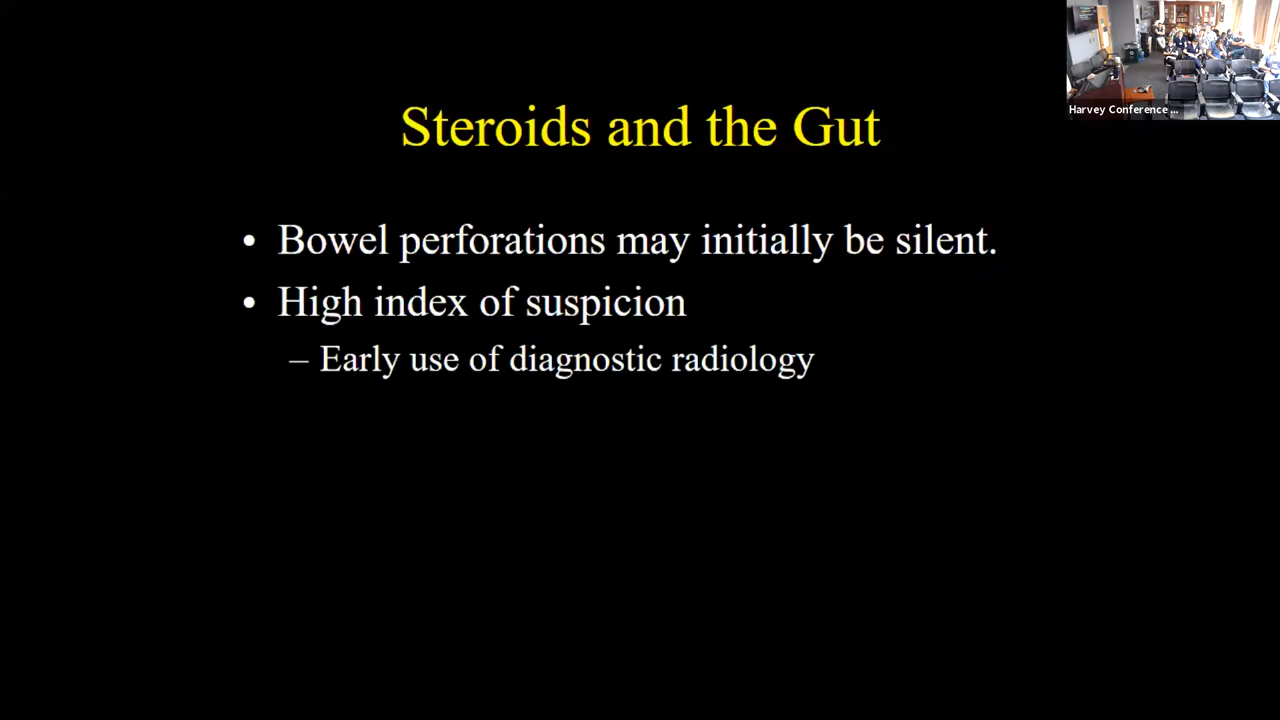 Harvey Conference ...
Steroids and the Gut
• Bowel perforations may initially be silent.
• High index of suspicion
– Early use of diagnostic radiology